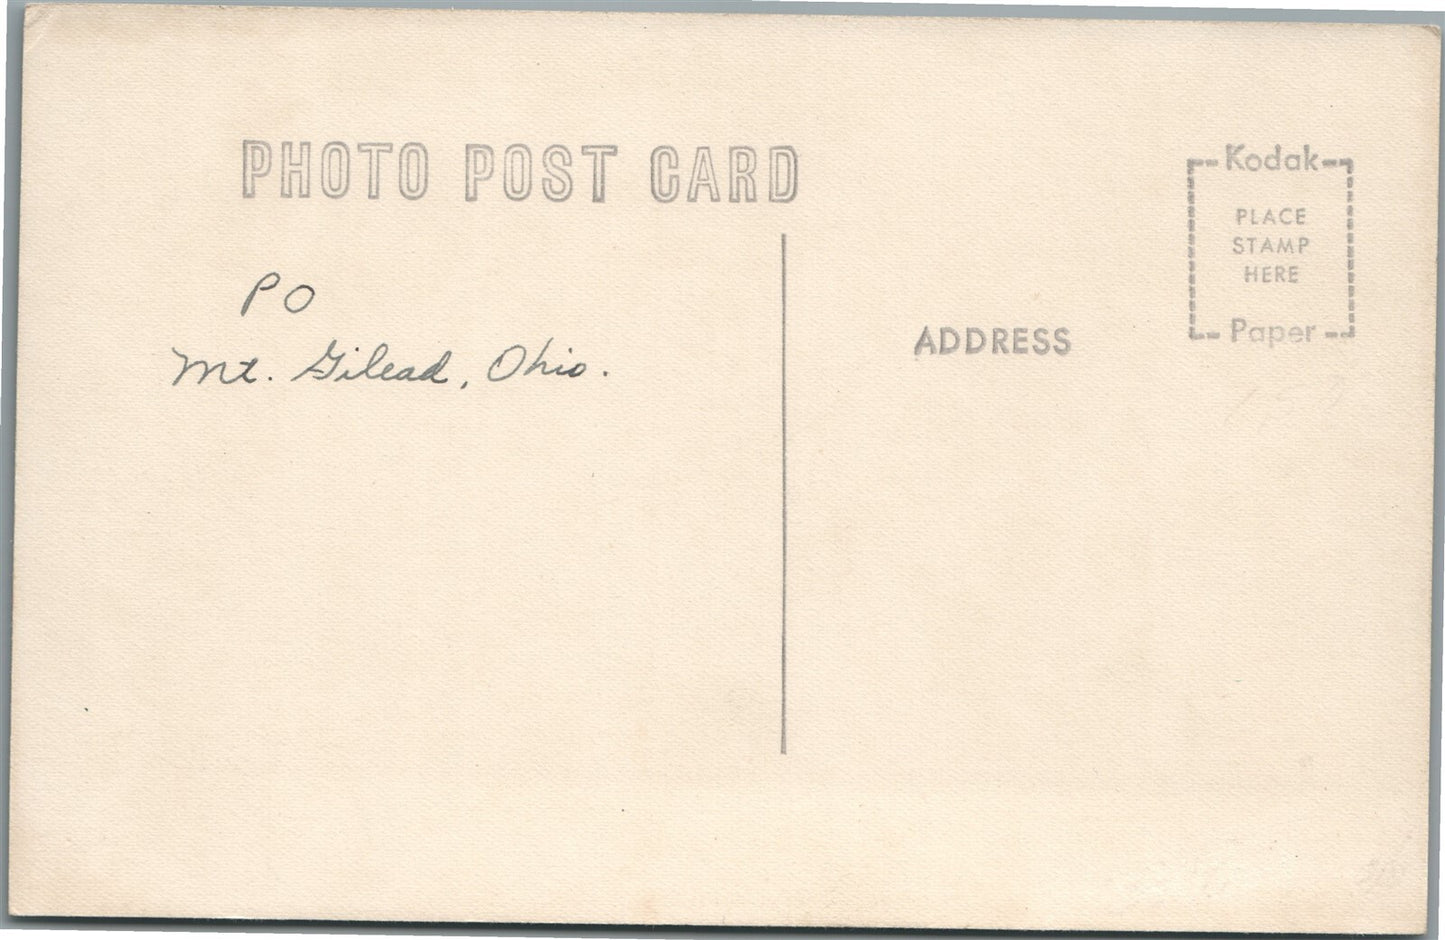 PHOTO POST CARD
PO
Mt. Gilead, Ohio.
ADDRESS
Kodak
PLACE
STAMP
HERE
Paper